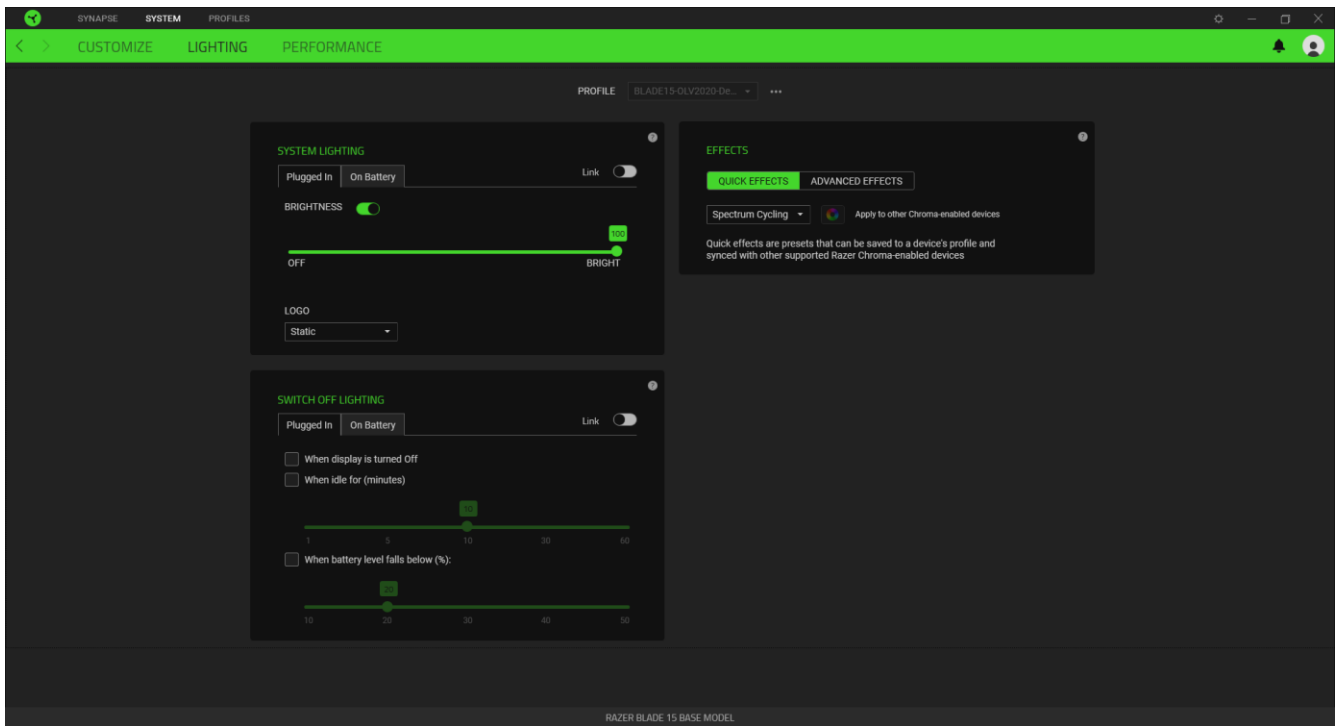 SYNAPSE SYSTEM PROFILES
CUSTOMIZE LIGHTING PERFORMANCE
PROFILE BLADE15-OLV2020-De...
SYSTEM LIGHTING
Plugged In On Battery Link
BRIGHTNESS
100
OFF BRIGHT
LOGO
Static
EFFECTS
QUICK EFFECTS ADVANCED EFFECTS
Spectrum Cycling Apply to other Chroma-enabled devices
Quick effects are presets that can be saved to a device's profile and
synced with other supported Razer Chroma-enabled devices
SWITCH OFF LIGHTING
Plugged In On Battery Link
When display is turned Off
When idle for (minutes)
10
1 5 10 30 60
When battery level falls below (%):
20
10 20 30 40 50
RAZER BLADE 15 BASE MODEL